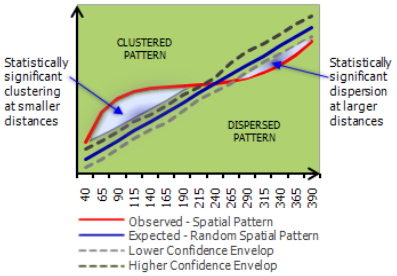 CLUSTERED
PATTERN
Statistically
significant
clustering
at smaller
distances
Statistically
significant
dispersion
at larger
distances
DISPERSED
PATTERN
40 65 90 115 140 165 190 215 240 265 290 315 340 365 390
Observed - Spatial Pattern
Expected - Random Spatial Pattern
Lower Confidence Envelop
Higher Confidence Envelop